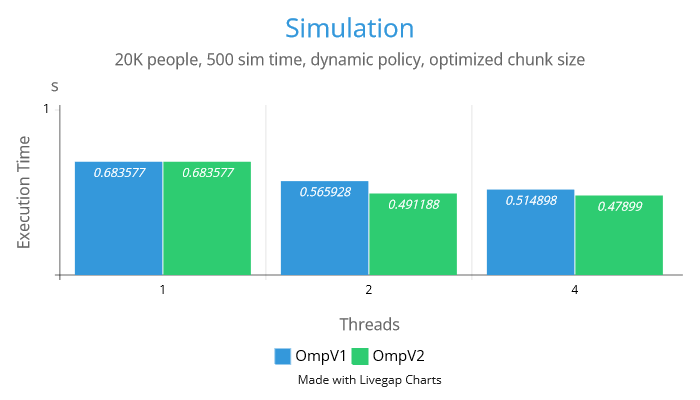 Simulation
20K people, 500 sim time, dynamic policy, optimized chunk size
s
1
Execution Time
0.683577 0.683577 0.565928 0.491188 0.514898 0.47899
1 2 4
Threads
OmpV1 OmpV2
Made with Livegap Charts